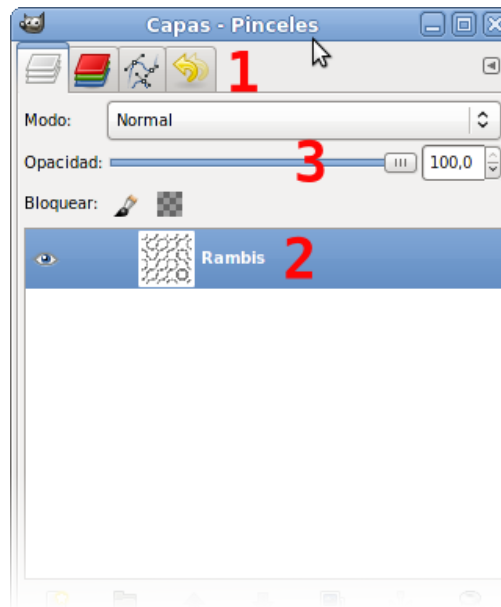 Capas - Pinceles
1
Modo: Normal
3
Opacidad: 100,0
Bloquear:
Rambis 2